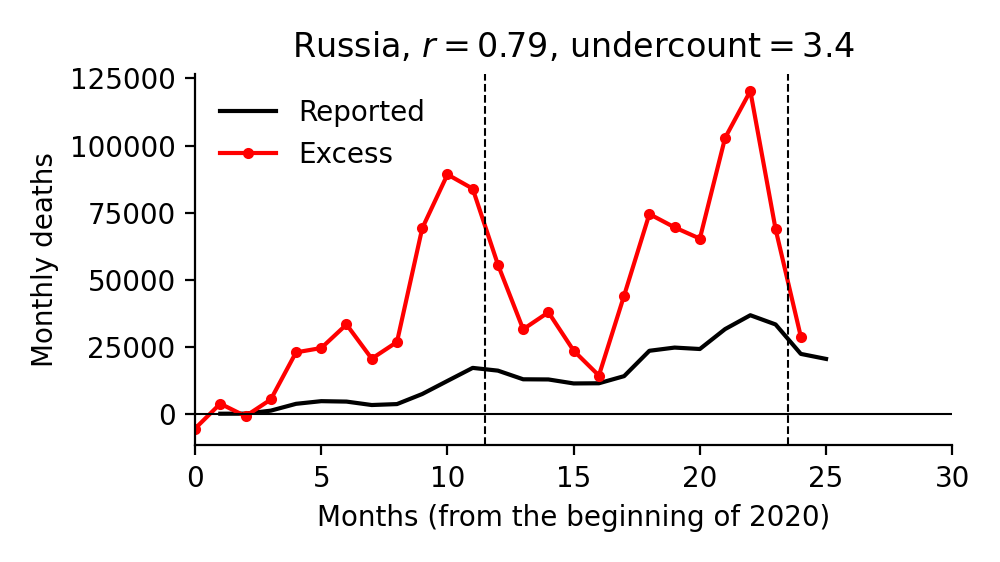 Russia, r = 0.79, undercount = 3.4
125000
100000
75000
50000
25000
0
Monthly deaths
Reported
Excess
0 5 10 15 20 25 30
Months (from the beginning of 2020)